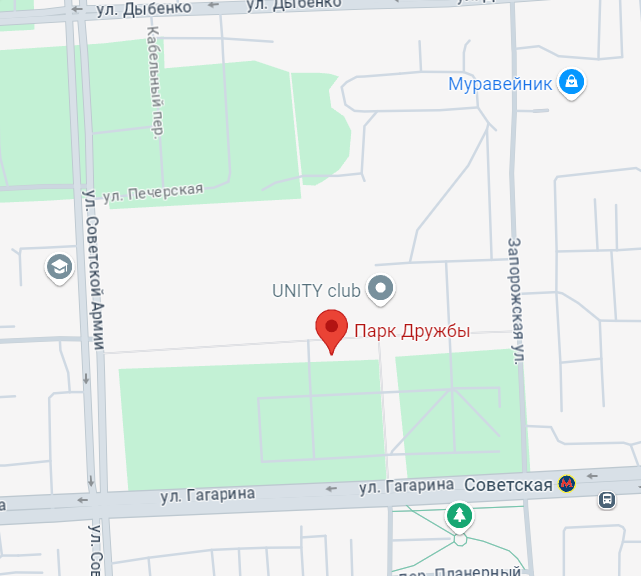 ул. Дыбенко
ул. Дыбенко
Кабельный пер.
Муравейник
ул. Печерская
ул. Советской Армии
Запорожская ул.
UNITY club
Парк Дружбы
ул. Гагарина
ул. Гагарина
Советская
М
пер. Планерный